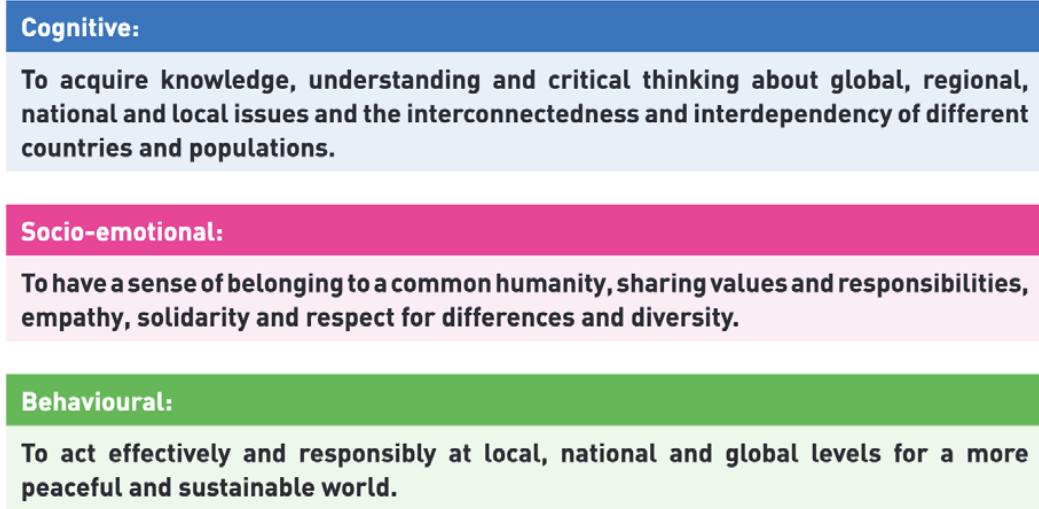 Cognitive:
To acquire knowledge, understanding and critical thinking about global, regional,
national and local issues and the interconnectedness and interdependency of different
countries and populations.
Socio-emotional:
To have a sense of belonging to a common humanity, sharing values and responsibilities,
empathy, solidarity and respect for differences and diversity.
Behavioural:
To act effectively and responsibly at local, national and global levels for a more
peaceful and sustainable world.